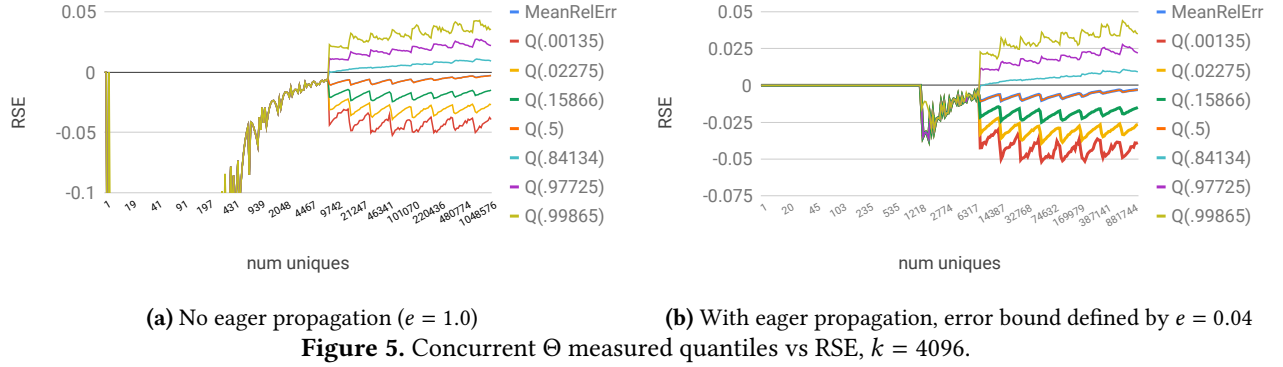 0.05
0
-0.05
-0.1
RSE
1
19
41
91
197
431
939
2048
4467
9742
21247
46341
101070
220436
480774
1048576
num uniques
MeanRelErr
Q(.00135)
Q(.02275)
Q(.15866)
Q(.5)
Q(.84134)
Q(.97725)
Q(.99865)
(a) No eager propagation (e = 1.0)
0.05
0.025
0
-0.025
-0.05
-0.075
RSE
1
20
45
103
235
535
1218
2774
6317
14387
32768
74632
169979
387141
881744
num uniques
MeanRelErr
Q(.00135)
Q(.02275)
Q(.15866)
Q(.5)
Q(.84134)
Q(.97725)
Q(.99865)
(b) With eager propagation, error bound defined by e = 0.04
Figure 5. Concurrent Θ measured quantiles vs RSE, k = 4096.